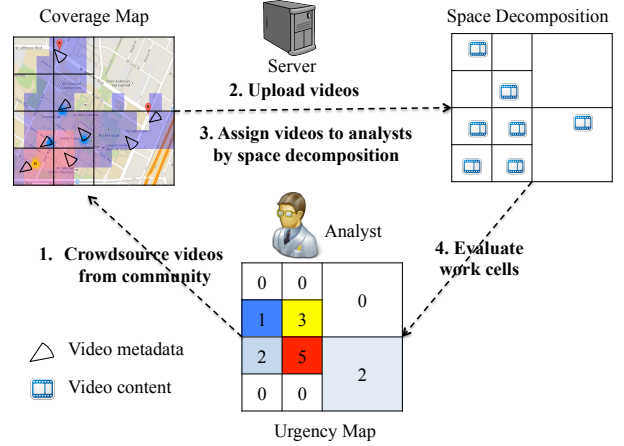 Coverage Map
Space Decomposition
Server
2. Upload videos
3. Assign videos to analysts
by space decomposition
Analyst
1. Crowdsource videos
from community
4. Evaluate
work cells
0 0
0
1 3
2 5
2
0 0
Video metadata
Video content
Urgency Map